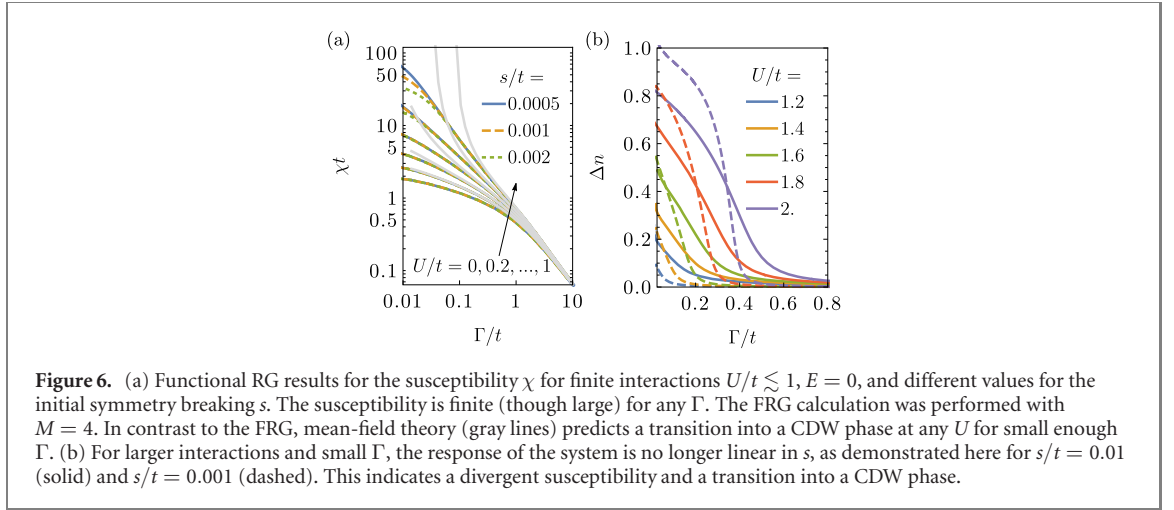 (a)
100
50
10
5
1
0.5
0.1
χt
s/t =
0.0005
0.001
0.002
U/t = 0, 0.2, ..., 1
0.01
0.1
1
10
Γ/t
(b)
1.0
0.8
0.6
0.4
0.2
0.0
Δn
U/t =
1.2
1.4
1.6
1.8
2.
0.2
0.4
0.6
0.8
Γ/t
Figure 6. (a) Functional RG results for the susceptibility χ for finite interactions U/t ≲ 1, E = 0, and different values for the
initial symmetry breaking s. The susceptibility is finite (though large) for any Γ. The FRG calculation was performed with
M = 4. In contrast to the FRG, mean-field theory (gray lines) predicts a transition into a CDW phase at any U for small enough
Γ. (b) For larger interactions and small Γ, the response of the system is no longer linear in s, as demonstrated here for s/t = 0.01
(solid) and s/t = 0.001 (dashed). This indicates a divergent susceptibility and a transition into a CDW phase.